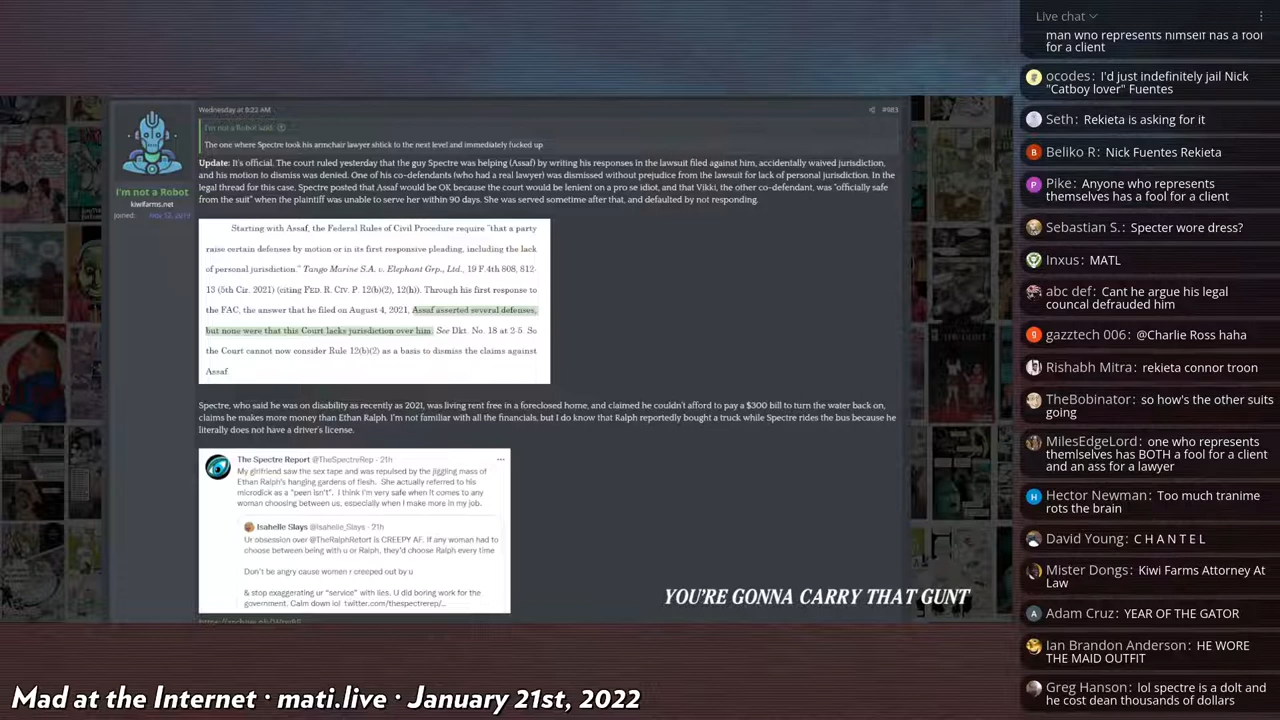 Wednesday at 9:22 AM
#983
I'm not a Robot said:
The one where Spectre took his armchair lawyer shtick to the next level and immediately fucked up
I'm not a Robot
kiwifarms.net
joined: Nov 12, 2019
Update: It's official. The court ruled yesterday that the guy Spectre was helping (Assaf) by writing his responses in the lawsuit filed against him, accidentally waived jurisdiction,
and his motion to dismiss was denied. One of his co-defendants (who had a real lawyer) was dismissed without prejudice from the lawsuit for lack of personal jurisdiction. In the
legal thread for this case, Spectre posted that Assaf would be OK because the court would be lenient on a pro se idiot, and that Vikki, the other co-defendant, was "officially safe
from the suit" when the plaintiff was unable to serve her within 90 days. She was served sometime after that, and defaulted by not responding.
Starting with Assaf, the Federal Rules of Civil Procedure require "that a party
raise certain defenses by motion or in its first responsive pleading, including the lack
of personal jurisdiction." Tango Marine S.A. v. Elephant Grp., Ltd., 19 F.4th 808, 812-
13 (5th Cir. 2021) (citing FED. R. CIV. P. 12(b)(2), 12(h)). Through his first response to
the FAC, the answer that he filed on August 4, 2021, Assaf asserted several defenses,
but none were that this Court lacks jurisdiction over him. See Dkt. No. 18 at 2-5. So
the Court cannot now consider Rule 12(b)(2) as a basis to dismiss the claims against
Assaf.
Spectre, who said he was on disability as recently as 2021, was living rent free in a foreclosed home, and claimed he couldn't afford to pay a $300 bill to turn the water back on,
claims he makes more money than Ethan Ralph. I'm not familiar with all the financials, but I do know that Ralph reportedly bought a truck while Spectre rides the bus because he
literally does not have a driver's license.
The Spectre Report @TheSpectreRep · 21h
My girlfriend saw the sex tape and was repulsed by the jiggling mass of
Ethan Ralph's hanging gardens of flesh. She actually referred to his
microdick as a "peen isn't". I think I'm very safe when it comes to any
woman choosing between us, especially when I make more in my job.
Isahelle Slays @Isahelle_Slays · 21h
Ur obsession over @TheRalphRetort is CREEPY AF. If any woman had to
choose between being with u or Ralph, they'd choose Ralph every time
Don't be angry cause women r creeped out by u
& stop exaggerating ur "service" with lies. U did boring work for the
government. Calm down lol twitter.com/thespectrerep/...
YOU'RE GONNA CARRY THAT GUNT
Mad at the Internet · mati.live · January 21st, 2022
Live chat
man who represents himself has a fool
for a client
ocodes: I'd just indefinitely jail Nick
"Catboy lover" Fuentes
Seth: Rekieta is asking for it
Beliko R: Nick Fuentes Rekieta
Plke: Anyone who represents
themselves has a fool for a client
Sebastian S.: Specter wore dress?
Inxus: MATL
abc def: Cant he argue his legal
councal defrauded him
gazztech 006: @Charlie Ross haha
Rishabh Mitra: rekieta connor troon
TheBobinator: so how's the other suits
going
MilesEdgeLord: one who represents
themselves has BOTH a fool for a client
and an ass for a lawyer
Hector Newman: Too much tranime
rots the brain
David Young: C H A N T E L
Mister Dongs: Kiwi Farms Attorney At
Law
Adam Cruz: YEAR OF THE GATOR
Ian Brandon Anderson: HE WORE
THE MAID OUTFIT
Greg Hanson: lol spectre is a dolt and
he cost dean thousands of dollars